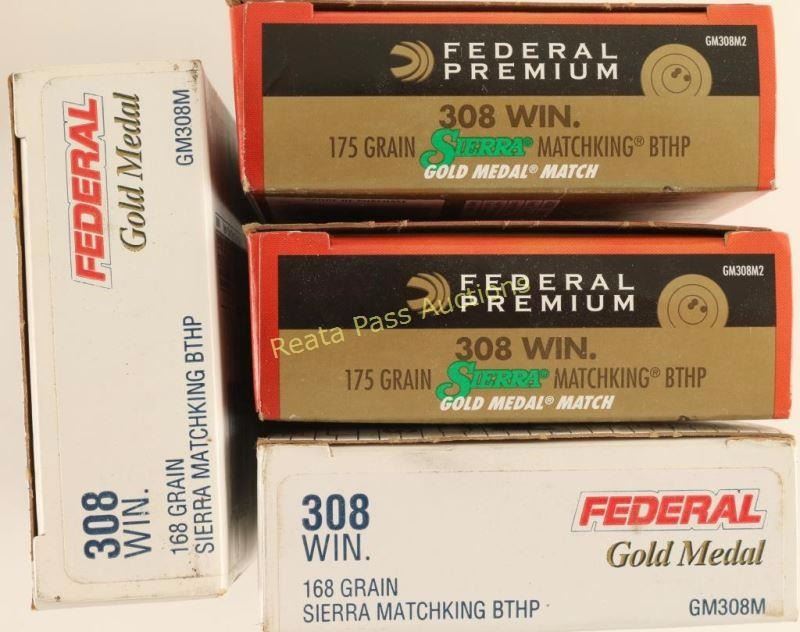 FEDERAL
Gold Medal
GM308M
308
WIN.
168 GRAIN
SIERRA MATCHKING BTHP
FEDERAL
PREMIUM
GM308M2
308 WIN.
175 GRAIN SIERRA® MATCHKING® BTHP
GOLD MEDAL® MATCH
FEDERAL
PREMIUM
GM308M2
308 WIN.
175 GRAIN SIERRA® MATCHKING® BTHP
GOLD MEDAL® MATCH
Reata Pass Auctions
308
WIN.
168 GRAIN
SIERRA MATCHKING BTHP
FEDERAL
Gold Medal
GM308M